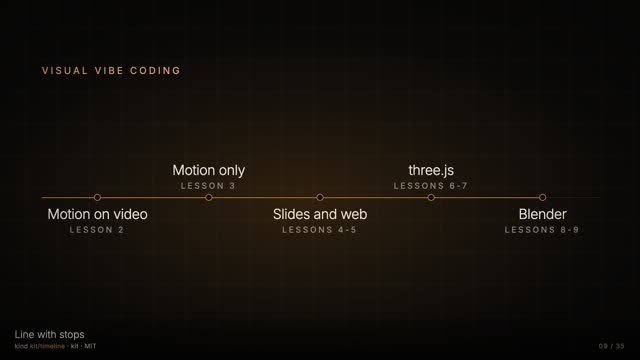 VISUAL VIBE CODING
Motion on video
LESSON 2
Motion only
LESSON 3
Slides and web
LESSONS 4-5
three.js
LESSONS 6-7
Blender
LESSONS 8-9
Line with stops
kind kit/timeline · kit · MIT
09 / 35